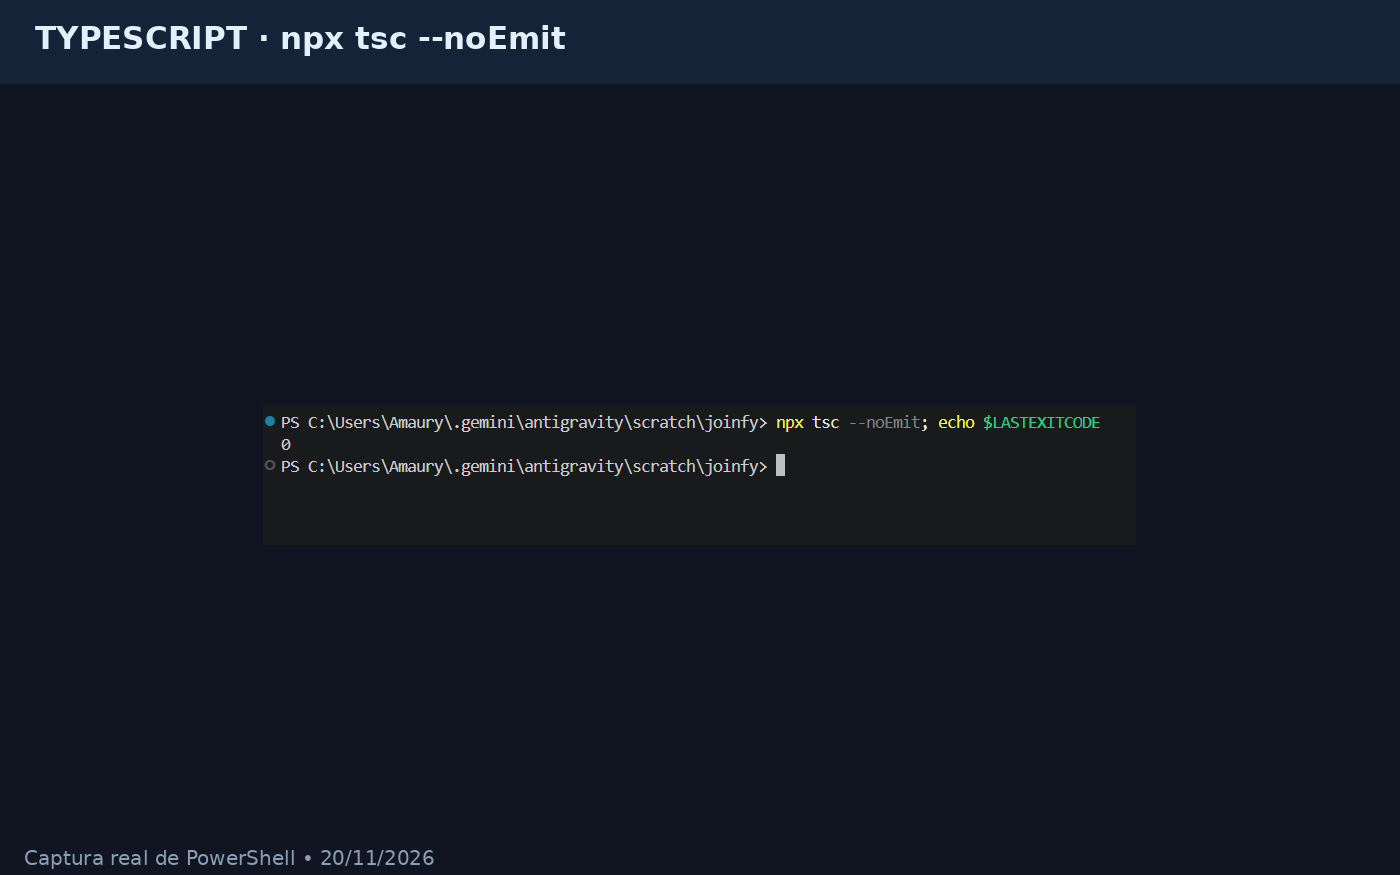 TYPESCRIPT · npx tsc --noEmit
PS C:\Users\Amaury\.gemini\antigravity\scratch\joinfy> npx tsc --noEmit; echo $LASTEXITCODE
0
PS C:\Users\Amaury\.gemini\antigravity\scratch\joinfy>
Captura real de PowerShell • 20/11/2026